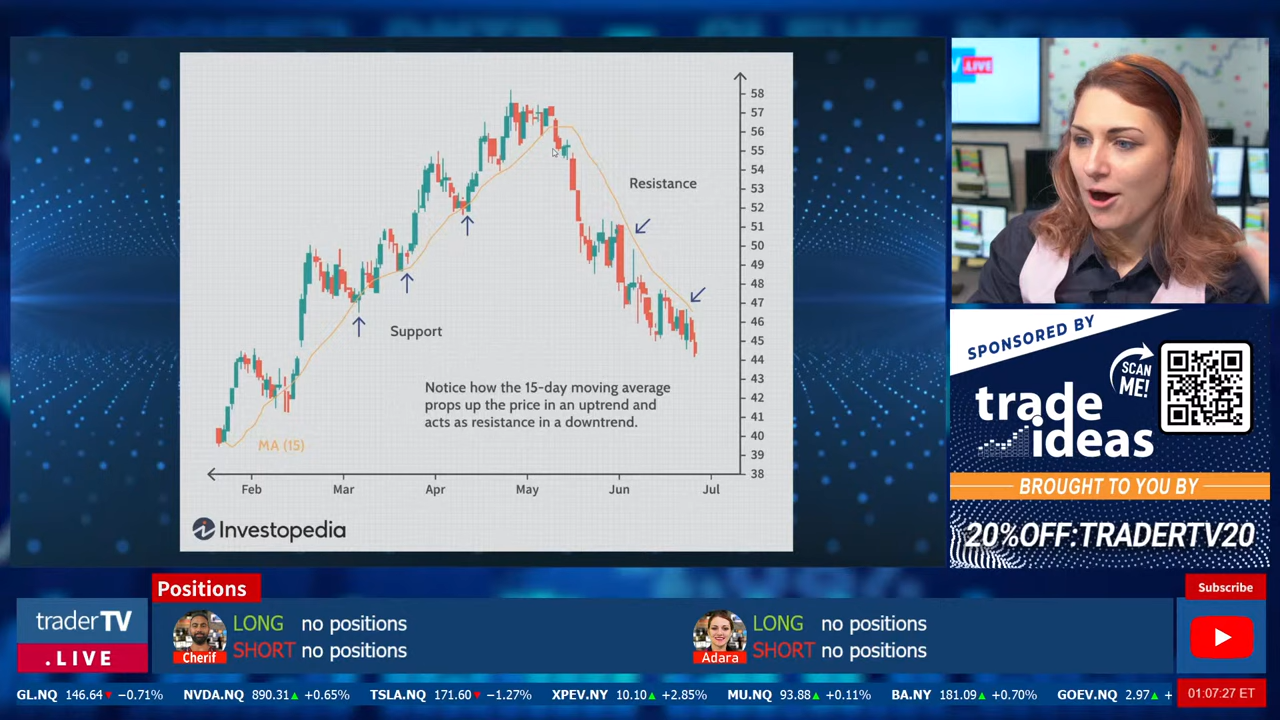 58
57
56
55
54
53
52
51
50
49
48
47
46
45
44
43
42
41
40
39
38
Resistance
Support
Notice how the 15-day moving average
props up the price in an uptrend and
acts as resistance in a downtrend.
MA (15)
Feb Mar Apr May Jun Jul
Investopedia
TV .LIVE
SPONSORED BY
SCAN
ME!
trade
ideas
BROUGHT TO YOU BY
20%OFF:TRADERTV20
Positions
traderTV
.LIVE
Cherif
LONG no positions
SHORT no positions
Adara
LONG no positions
SHORT no positions
Subscribe
GL.NQ 146.64▼ −0.71% NVDA.NQ 890.31▲ +0.65% TSLA.NQ 171.60▼ −1.27% XPEV.NY 10.10▲ +2.85% MU.NQ 93.88▲ +0.11% BA.NY 181.09▲ +0.70% GOEV.NQ 2.97▲ +
01:07:27 ET